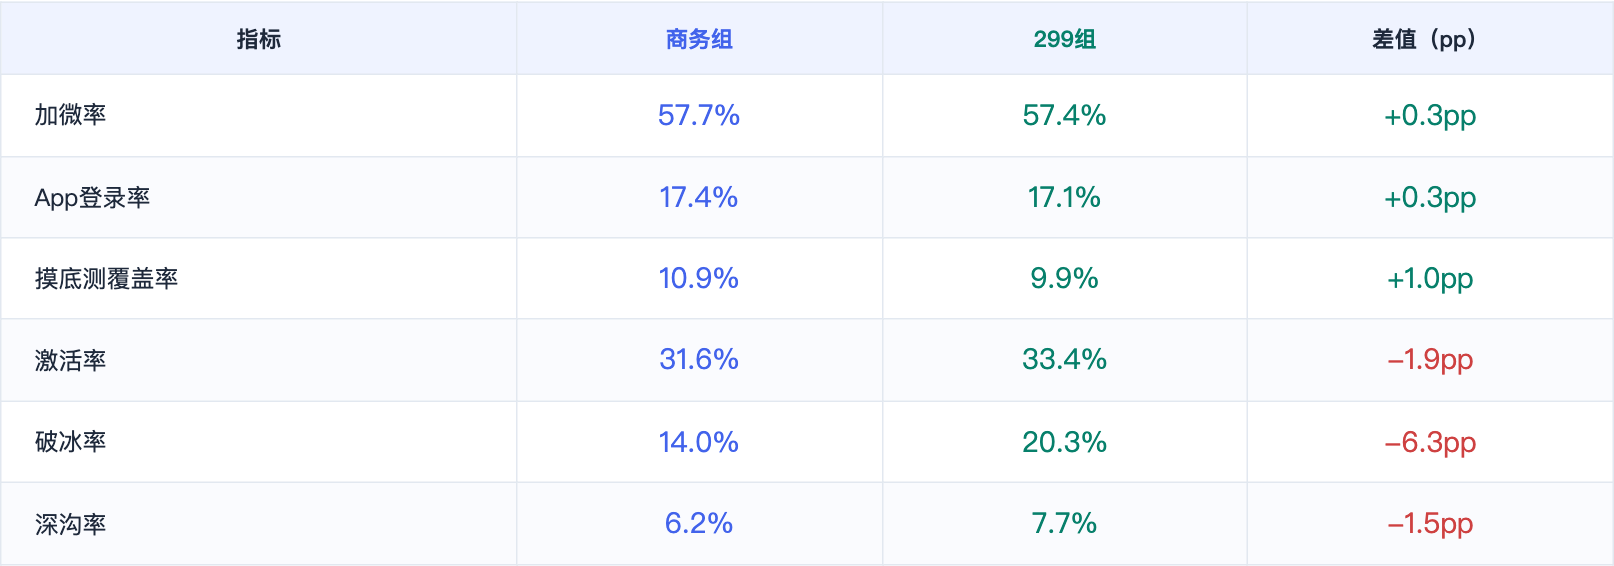 指标 商务组 299组 差值（pp）
加微率 57.7% 57.4% +0.3pp
App登录率 17.4% 17.1% +0.3pp
摸底测覆盖率 10.9% 9.9% +1.0pp
激活率 31.6% 33.4% −1.9pp
破冰率 14.0% 20.3% −6.3pp
深沟率 6.2% 7.7% −1.5pp